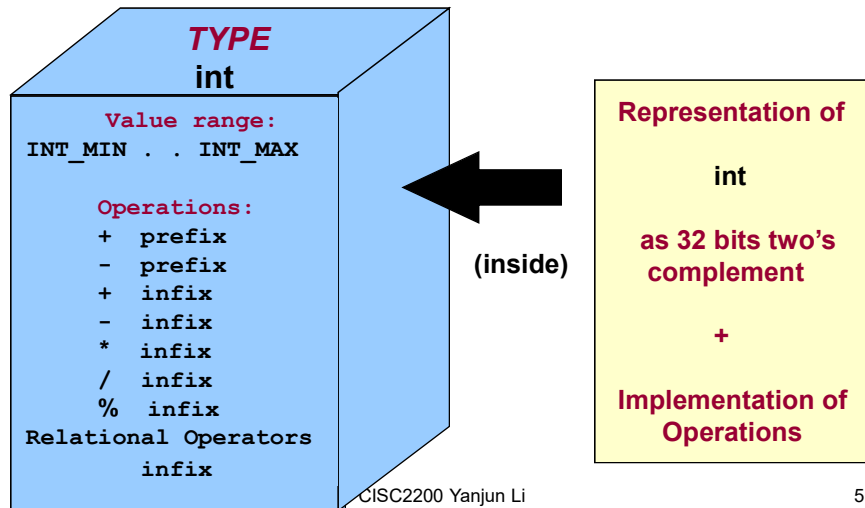 TYPE
int
Value range:
INT_MIN . . INT_MAX
Operations:
+ prefix
- prefix
+ infix
- infix
* infix
/ infix
% infix
Relational Operators
infix
(inside)
Representation of
int
as 32 bits two’s
complement
+
Implementation of
Operations
CISC2200 Yanjun Li
5